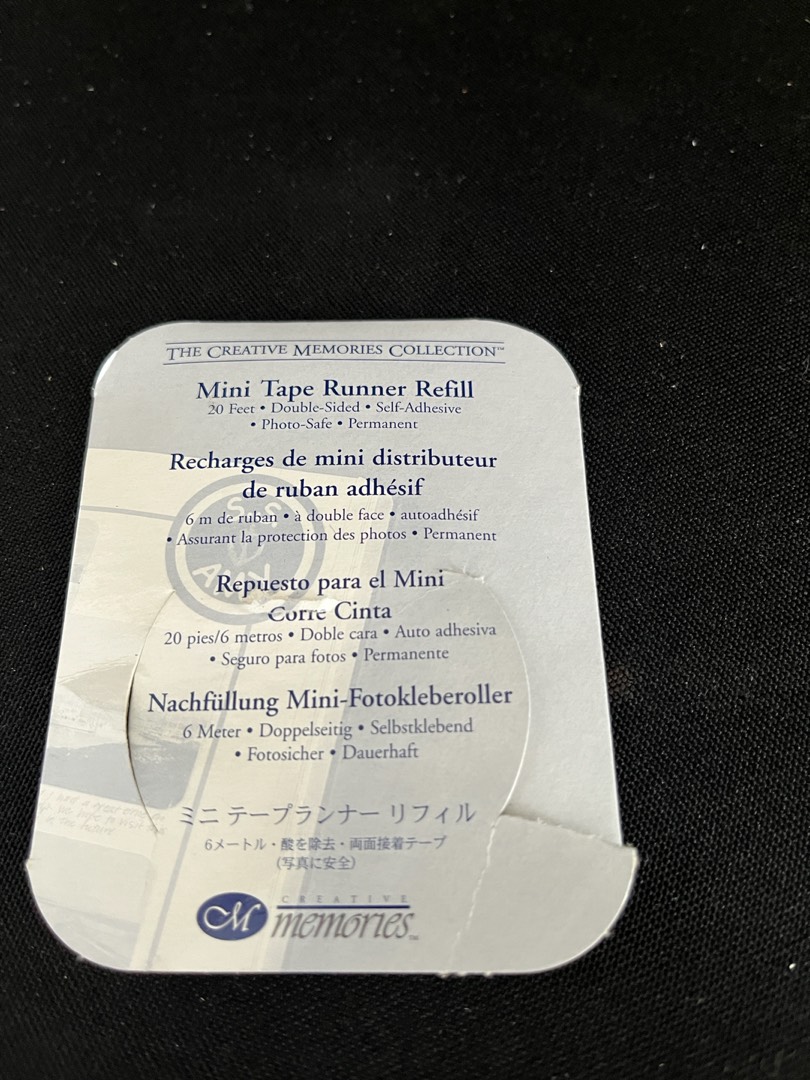 THE CREATIVE MEMORIES COLLECTION™
Mini Tape Runner Refill
20 Feet • Double-Sided • Self-Adhesive
• Photo-Safe • Permanent
Recharges de mini distributeur
de ruban adhésif
6 m de ruban • à double face • autoadhésif
• Assurant la protection des photos • Permanent
Repuesto para el Mini
Corre Cinta
20 pies/6 metros • Doble cara • Auto adhesiva
• Seguro para fotos • Permanente
Nachfüllung Mini-Fotokleberoller
6 Meter • Doppelseitig • Selbstklebend
• Fotosicher • Dauerhaft
ミニ テープランナー リフィル
6メートル・酸を除去・両面接着テープ
(写真に安全)
CM CREATIVE
memories™